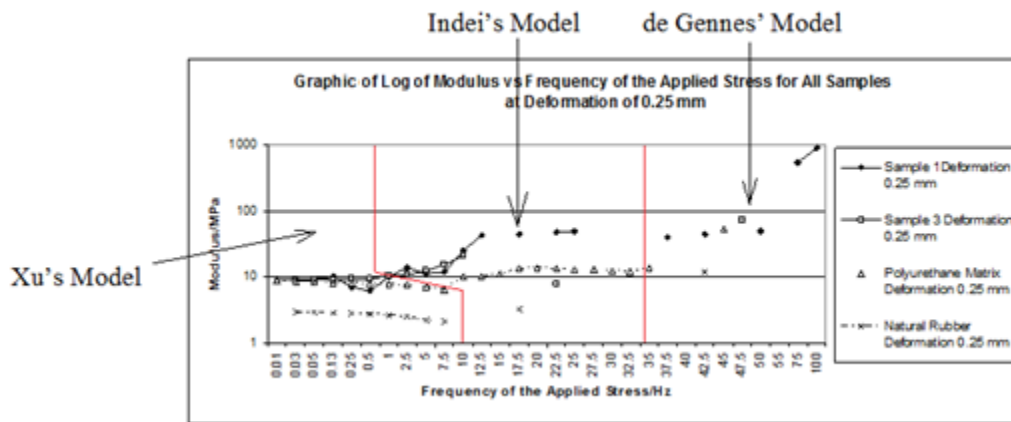 Indei's Model
de Gennes' Model
Xu's Model
Graphic of Log of Modulus vs Frequency of the Applied Stress for All Samples
at Deformation of 0.25 mm
Modulus/MPa
1000
100
10
1
0.01
0.03
0.05
0.13
0.25
0.5
1
2.5
5
7.5
10
12.5
15
17.5
20
22.5
25
27.5
30
32.5
35
37.5
40
42.5
45
47.5
50
55
75
100
Frequency of the Applied Stress/Hz
Sample 1Deformation
0.25 mm
Sample 3 Deformation
0.25 mm
Polyurethane Matrix
Deformation 0.25 mm
Natural Rubber
Deformation 0.25 mm